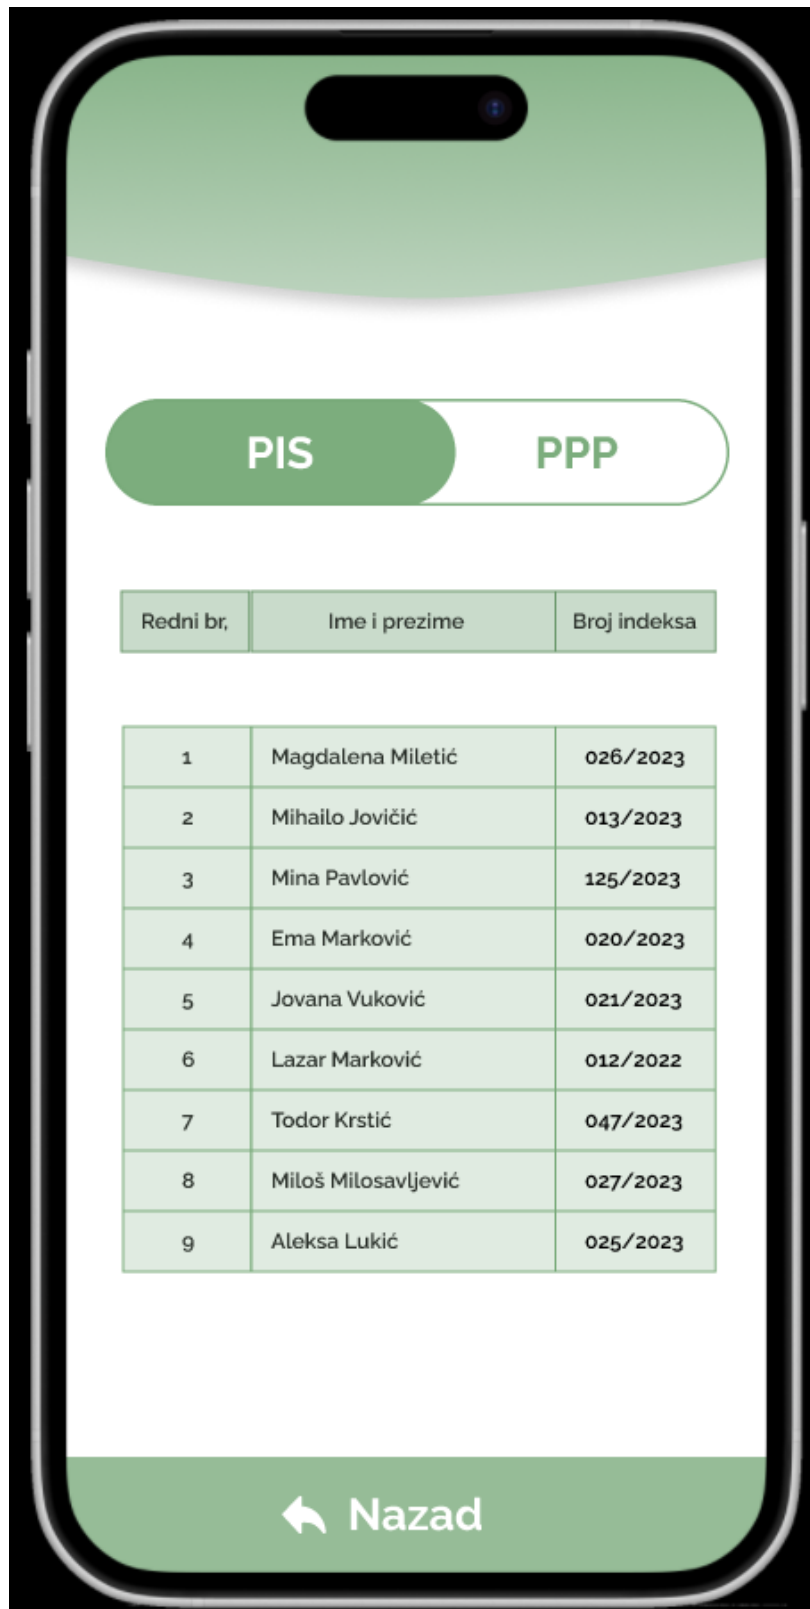 PIS PPP
Redni br, Ime i prezime Broj indeksa
1 Magdalena Miletić 026/2023
2 Mihailo Jovičić 013/2023
3 Mina Pavlović 125/2023
4 Ema Marković 020/2023
5 Jovana Vuković 021/2023
6 Lazar Marković 012/2022
7 Todor Krstić 047/2023
8 Miloš Milosavljević 027/2023
9 Aleksa Lukić 025/2023
Nazad